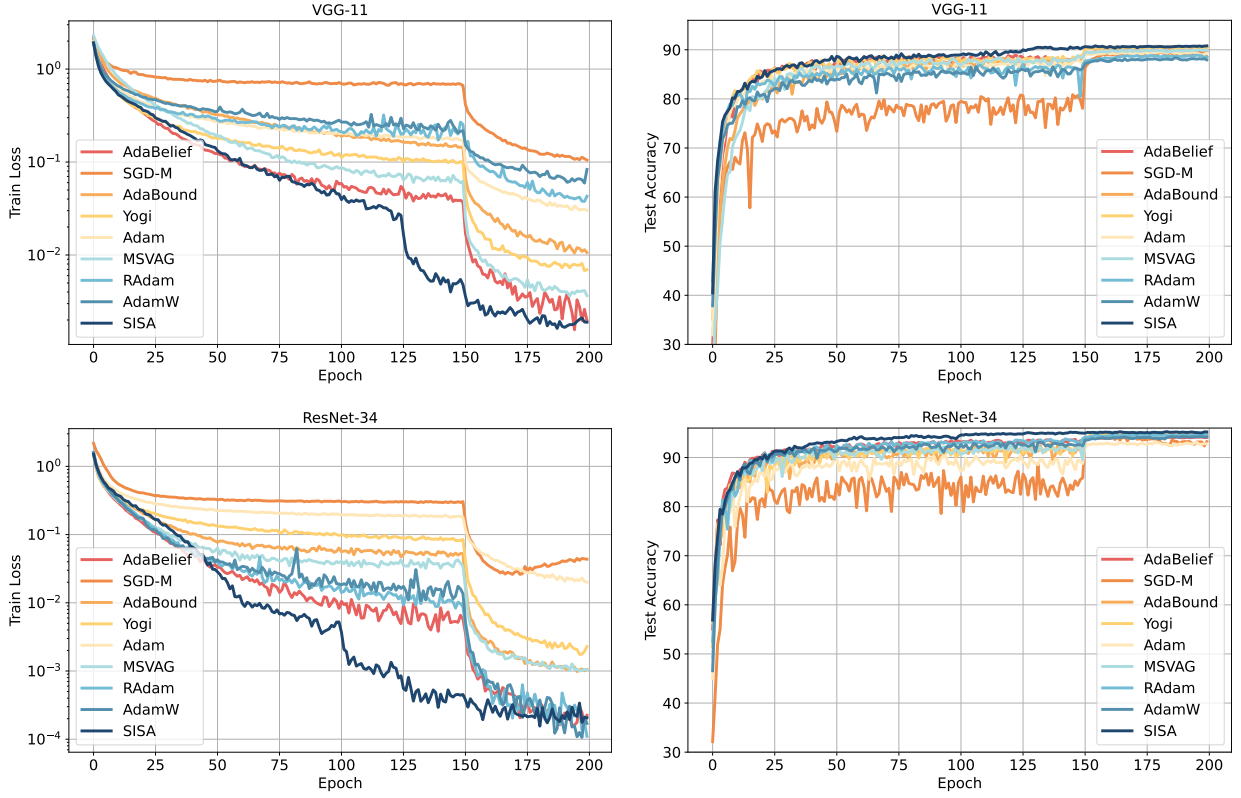 VGG-11
Train Loss
10⁰
10⁻¹
10⁻²
AdaBelief
SGD-M
AdaBound
Yogi
Adam
MSVAG
RAdam
AdamW
SISA
0 25 50 75 100 125 150 175 200
Epoch
VGG-11
Test Accuracy
90
80
70
60
50
40
30
AdaBelief
SGD-M
AdaBound
Yogi
Adam
MSVAG
RAdam
AdamW
SISA
0 25 50 75 100 125 150 175 200
Epoch
ResNet-34
Train Loss
10⁰
10⁻¹
10⁻²
10⁻³
10⁻⁴
AdaBelief
SGD-M
AdaBound
Yogi
Adam
MSVAG
RAdam
AdamW
SISA
0 25 50 75 100 125 150 175 200
Epoch
ResNet-34
Test Accuracy
90
80
70
60
50
40
30
AdaBelief
SGD-M
AdaBound
Yogi
Adam
MSVAG
RAdam
AdamW
SISA
0 25 50 75 100 125 150 175 200
Epoch